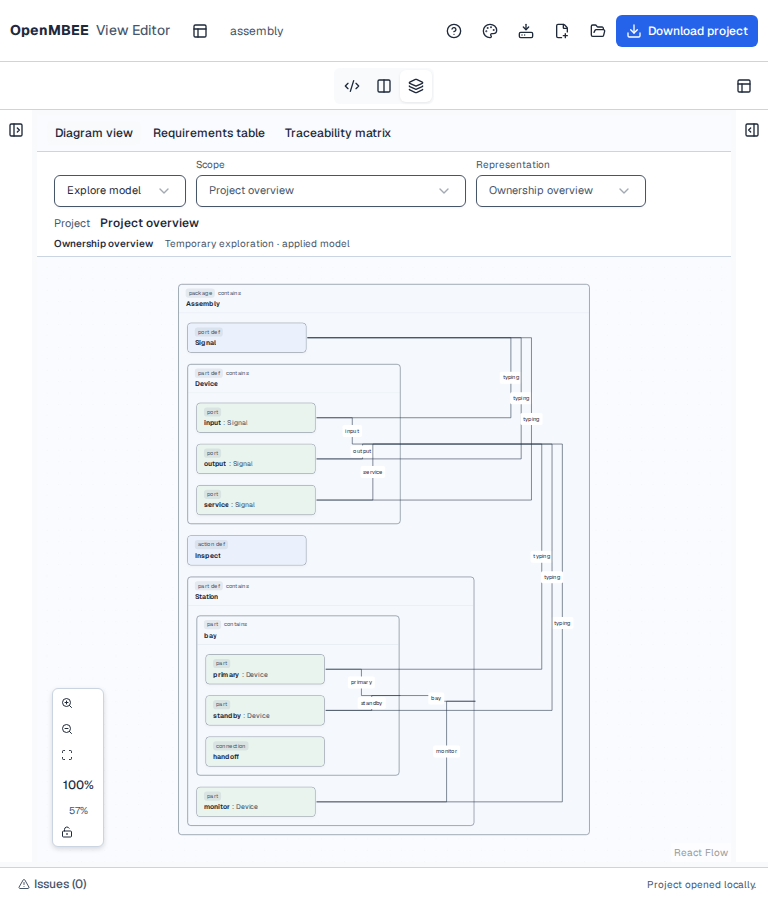 OpenMBEE View Editor assembly Download project
Diagram view Requirements table Traceability matrix
Scope Representation
Explore model Project overview Ownership overview
Project Project overview
Ownership overview Temporary exploration · applied model
package contains
Assembly
port def
Signal
part def contains
Device
typing
typing
port
input : Signal
typing
input
port
output : Signal
output
service
port
service : Signal
action def
Inspect
typing
typing
part def contains
Station
part contains
bay
typing
part
primary : Device
primary
part
standby : Device
standby
bay
connection
handoff
monitor
part
monitor : Device
100%
57%
React Flow
Issues (0) Project opened locally.